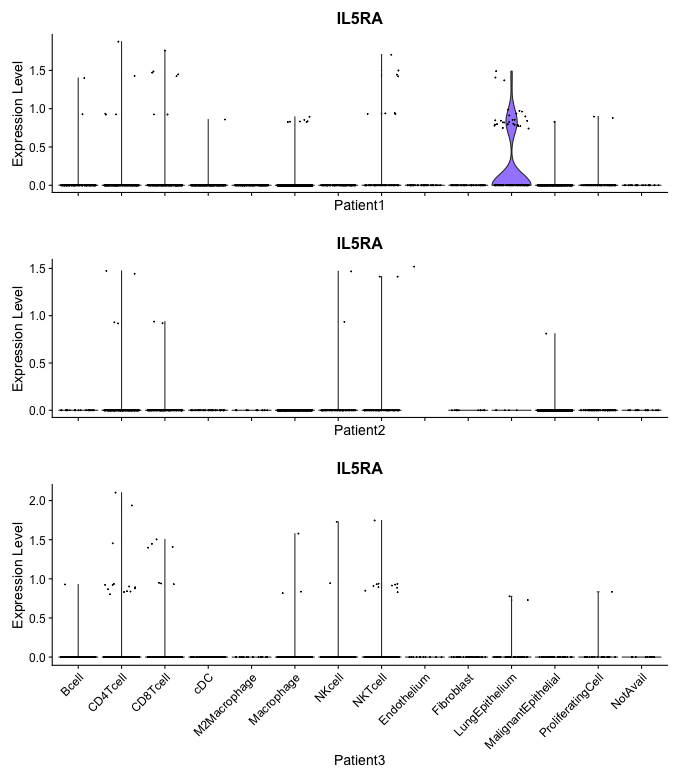 IL5RA
Expression Level
1.5
1.0
0.5
0.0
Patient1
IL5RA
Expression Level
1.5
1.0
0.5
0.0
Patient2
IL5RA
Expression Level
2.0
1.5
1.0
0.5
0.0
Bcell
CD4Tcell
CD8Tcell
cDC
M2Macrophage
Macrophage
NKcell
NKTcell
Endothelium
Fibroblast
LungEpithelium
MalignantEpithelial
ProliferatingCell
NotAvail
Patient3